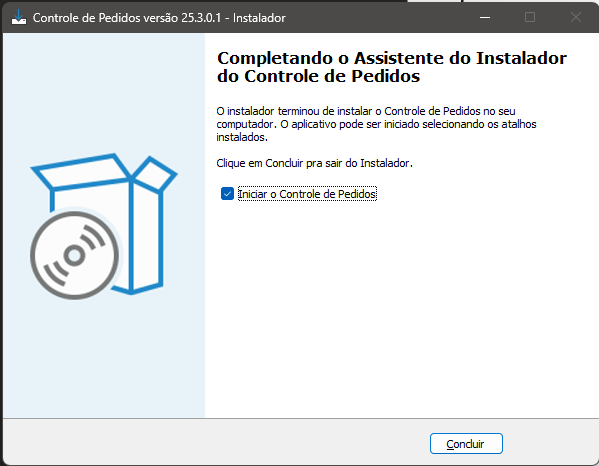 Controle de Pedidos versão 25.3.0.1 - Instalador
Completando o Assistente do Instalador
do Controle de Pedidos
O instalador terminou de instalar o Controle de Pedidos no seu
computador. O aplicativo pode ser iniciado selecionando os atalhos
instalados.
Clique em Concluir pra sair do Instalador.
Iniciar o Controle de Pedidos
Concluir